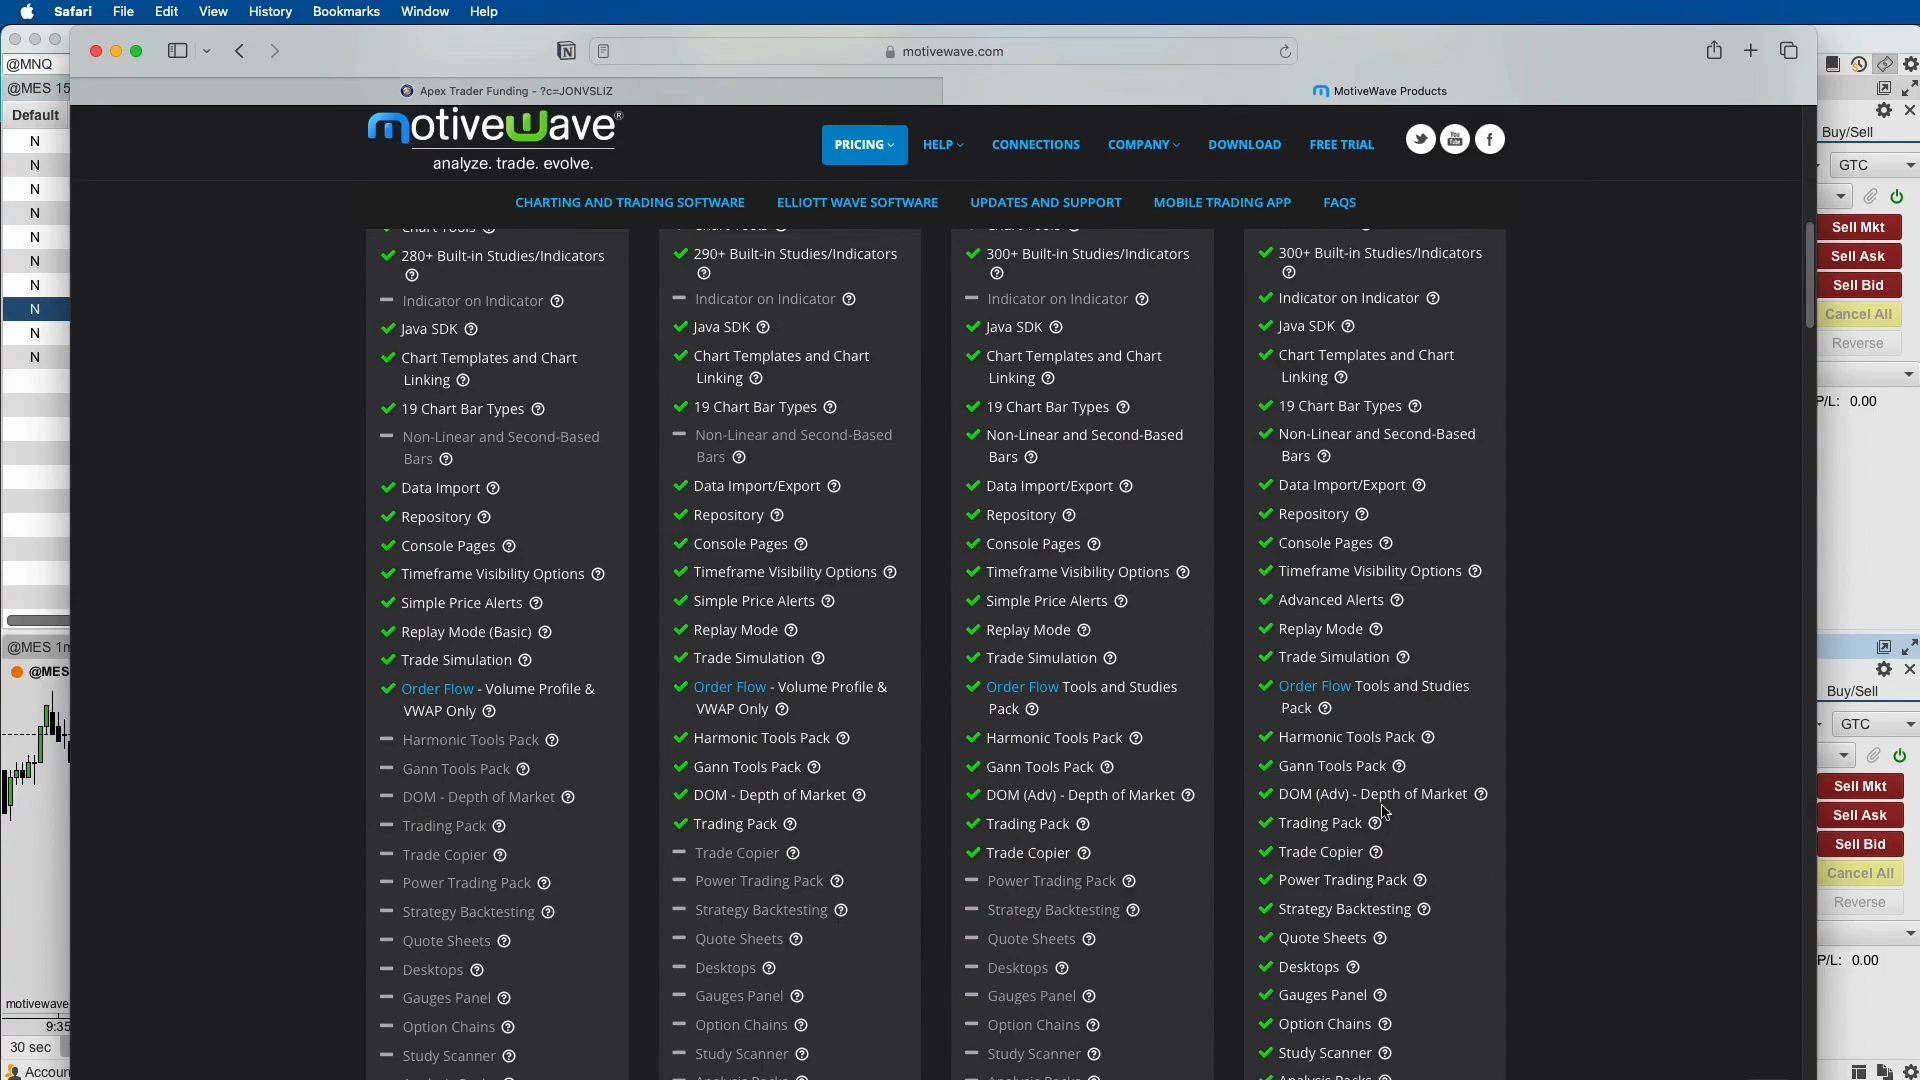 Safari File Edit View History Bookmarks Window Help
motivewave.com
Apex Trader Funding - ?c=JONVSLIZ
MotiveWave Products
@MNQ
@MES 15
Default
N
N
N
N
N
N
N
N
N
N
@MES 1m
@MES
motivewave
9:35
30 sec
Accoun
motivewave®
analyze. trade. evolve.
PRICING HELP CONNECTIONS COMPANY DOWNLOAD FREE TRIAL
CHARTING AND TRADING SOFTWARE ELLIOTT WAVE SOFTWARE UPDATES AND SUPPORT MOBILE TRADING APP FAQS
Chart Tools
280+ Built-in Studies/Indicators
Indicator on Indicator
Java SDK
Chart Templates and Chart
Linking
19 Chart Bar Types
Non-Linear and Second-Based
Bars
Data Import
Repository
Console Pages
Timeframe Visibility Options
Simple Price Alerts
Replay Mode (Basic)
Trade Simulation
Order Flow - Volume Profile &
VWAP Only
Harmonic Tools Pack
Gann Tools Pack
DOM - Depth of Market
Trading Pack
Trade Copier
Power Trading Pack
Strategy Backtesting
Quote Sheets
Desktops
Gauges Panel
Option Chains
Study Scanner
Chart Tools
290+ Built-in Studies/Indicators
Indicator on Indicator
Java SDK
Chart Templates and Chart
Linking
19 Chart Bar Types
Non-Linear and Second-Based
Bars
Data Import/Export
Repository
Console Pages
Timeframe Visibility Options
Simple Price Alerts
Replay Mode
Trade Simulation
Order Flow - Volume Profile &
VWAP Only
Harmonic Tools Pack
Gann Tools Pack
DOM - Depth of Market
Trading Pack
Trade Copier
Power Trading Pack
Strategy Backtesting
Quote Sheets
Desktops
Gauges Panel
Option Chains
Study Scanner
Analysis Packs
Chart Tools
300+ Built-in Studies/Indicators
Indicator on Indicator
Java SDK
Chart Templates and Chart
Linking
19 Chart Bar Types
Non-Linear and Second-Based
Bars
Data Import/Export
Repository
Console Pages
Timeframe Visibility Options
Simple Price Alerts
Replay Mode
Trade Simulation
Order Flow Tools and Studies
Pack
Harmonic Tools Pack
Gann Tools Pack
DOM (Adv) - Depth of Market
Trading Pack
Trade Copier
Power Trading Pack
Strategy Backtesting
Quote Sheets
Desktops
Gauges Panel
Option Chains
Study Scanner
Analysis Packs
300+ Built-in Studies/Indicators
Indicator on Indicator
Java SDK
Chart Templates and Chart
Linking
19 Chart Bar Types
Non-Linear and Second-Based
Bars
Data Import/Export
Repository
Console Pages
Timeframe Visibility Options
Advanced Alerts
Replay Mode
Trade Simulation
Order Flow Tools and Studies
Pack
Harmonic Tools Pack
Gann Tools Pack
DOM (Adv) - Depth of Market
Trading Pack
Trade Copier
Power Trading Pack
Strategy Backtesting
Quote Sheets
Desktops
Gauges Panel
Option Chains
Study Scanner
Analysis Packs
Buy/Sell
GTC
Sell Mkt
Sell Ask
Sell Bid
Cancel All
Reverse
P/L: 0.00
Buy/Sell
GTC
Sell Mkt
Sell Ask
Sell Bid
Cancel All
Reverse
P/L: 0.00